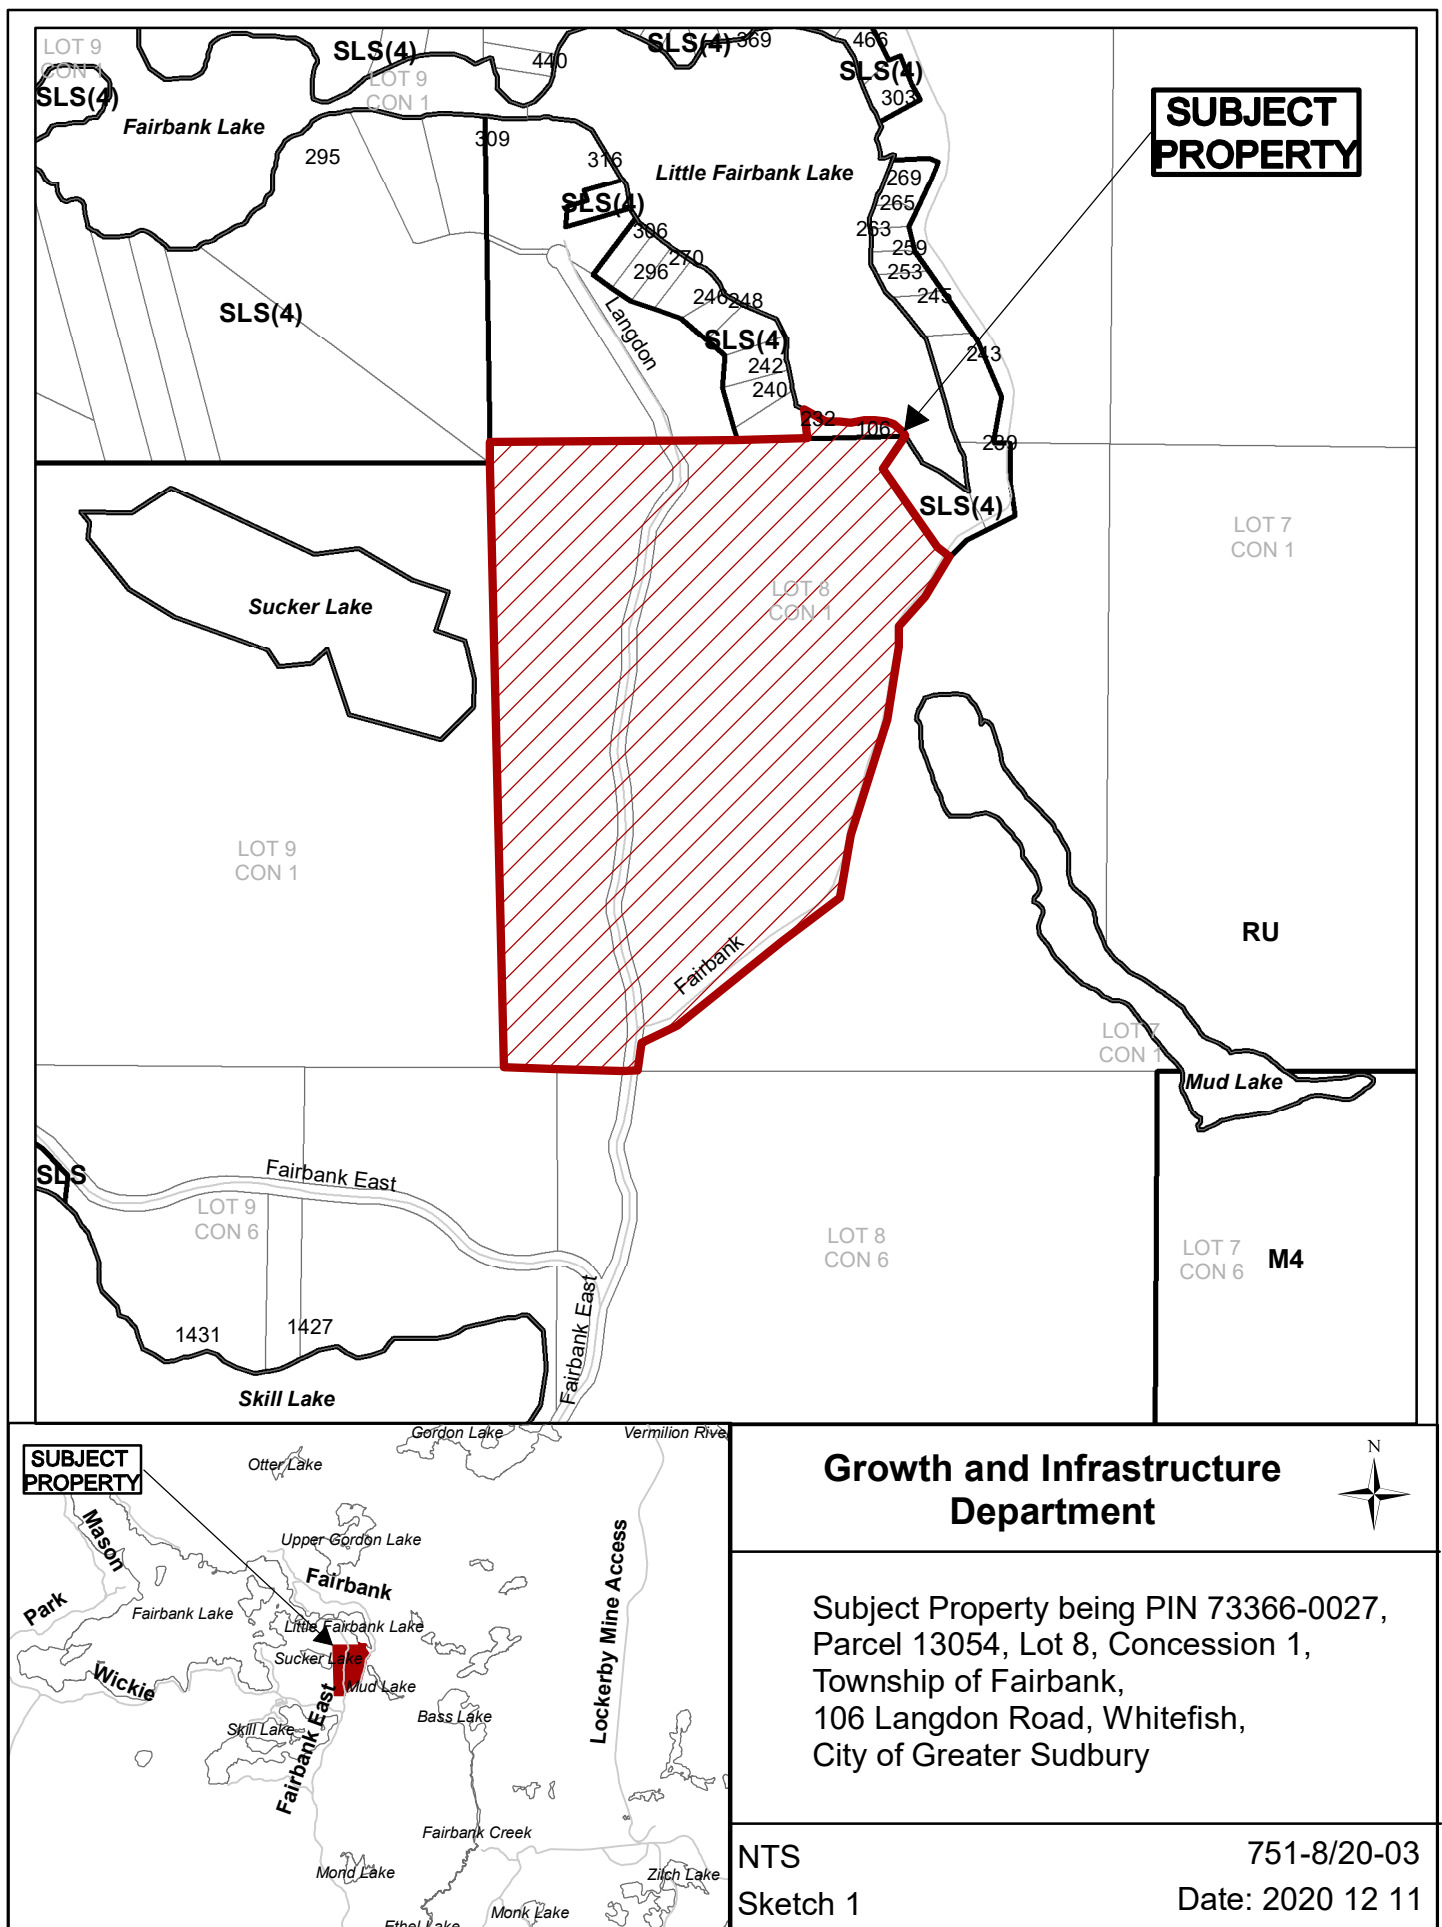 LOT 9
CON 1
SLS(4)
SLS(4)
LOT 9
CON 1
440
SLS(4)
369
466
SLS(4)
303
SUBJECT
PROPERTY
Fairbank Lake
295
309
316
Little Fairbank Lake
269
265
263
259
253
245
243
239
SLS(4)
306
270
296
246
248
SLS(4)
242
240
232
106
Langdon
SLS(4)
SLS(4)
LOT 7
CON 1
LOT 8
CON 1
Sucker Lake
LOT 9
CON 1
RU
Fairbank
LOT 7
CON 1
Mud Lake
SLS
Fairbank East
LOT 9
CON 6
LOT 8
CON 6
LOT 7
CON 6
M4
Fairbank East
1431
1427
Skill Lake
SUBJECT
PROPERTY
Gordon Lake
Vermilion Rive
Otter Lake
Mason
Upper Gordon Lake
Fairbank
Park
Fairbank Lake
Little Fairbank Lake
Sucker Lake
Wickie
Mud Lake
Bass Lake
Skill Lake
Fairbank East
Lockerby Mine Access
Fairbank Creek
Mond Lake
Zilch Lake
Monk Lake
Ethel Lake
Growth and Infrastructure
Department
N
Subject Property being PIN 73366-0027,
Parcel 13054, Lot 8, Concession 1,
Township of Fairbank,
106 Langdon Road, Whitefish,
City of Greater Sudbury
NTS
751-8/20-03
Sketch 1
Date: 2020 12 11